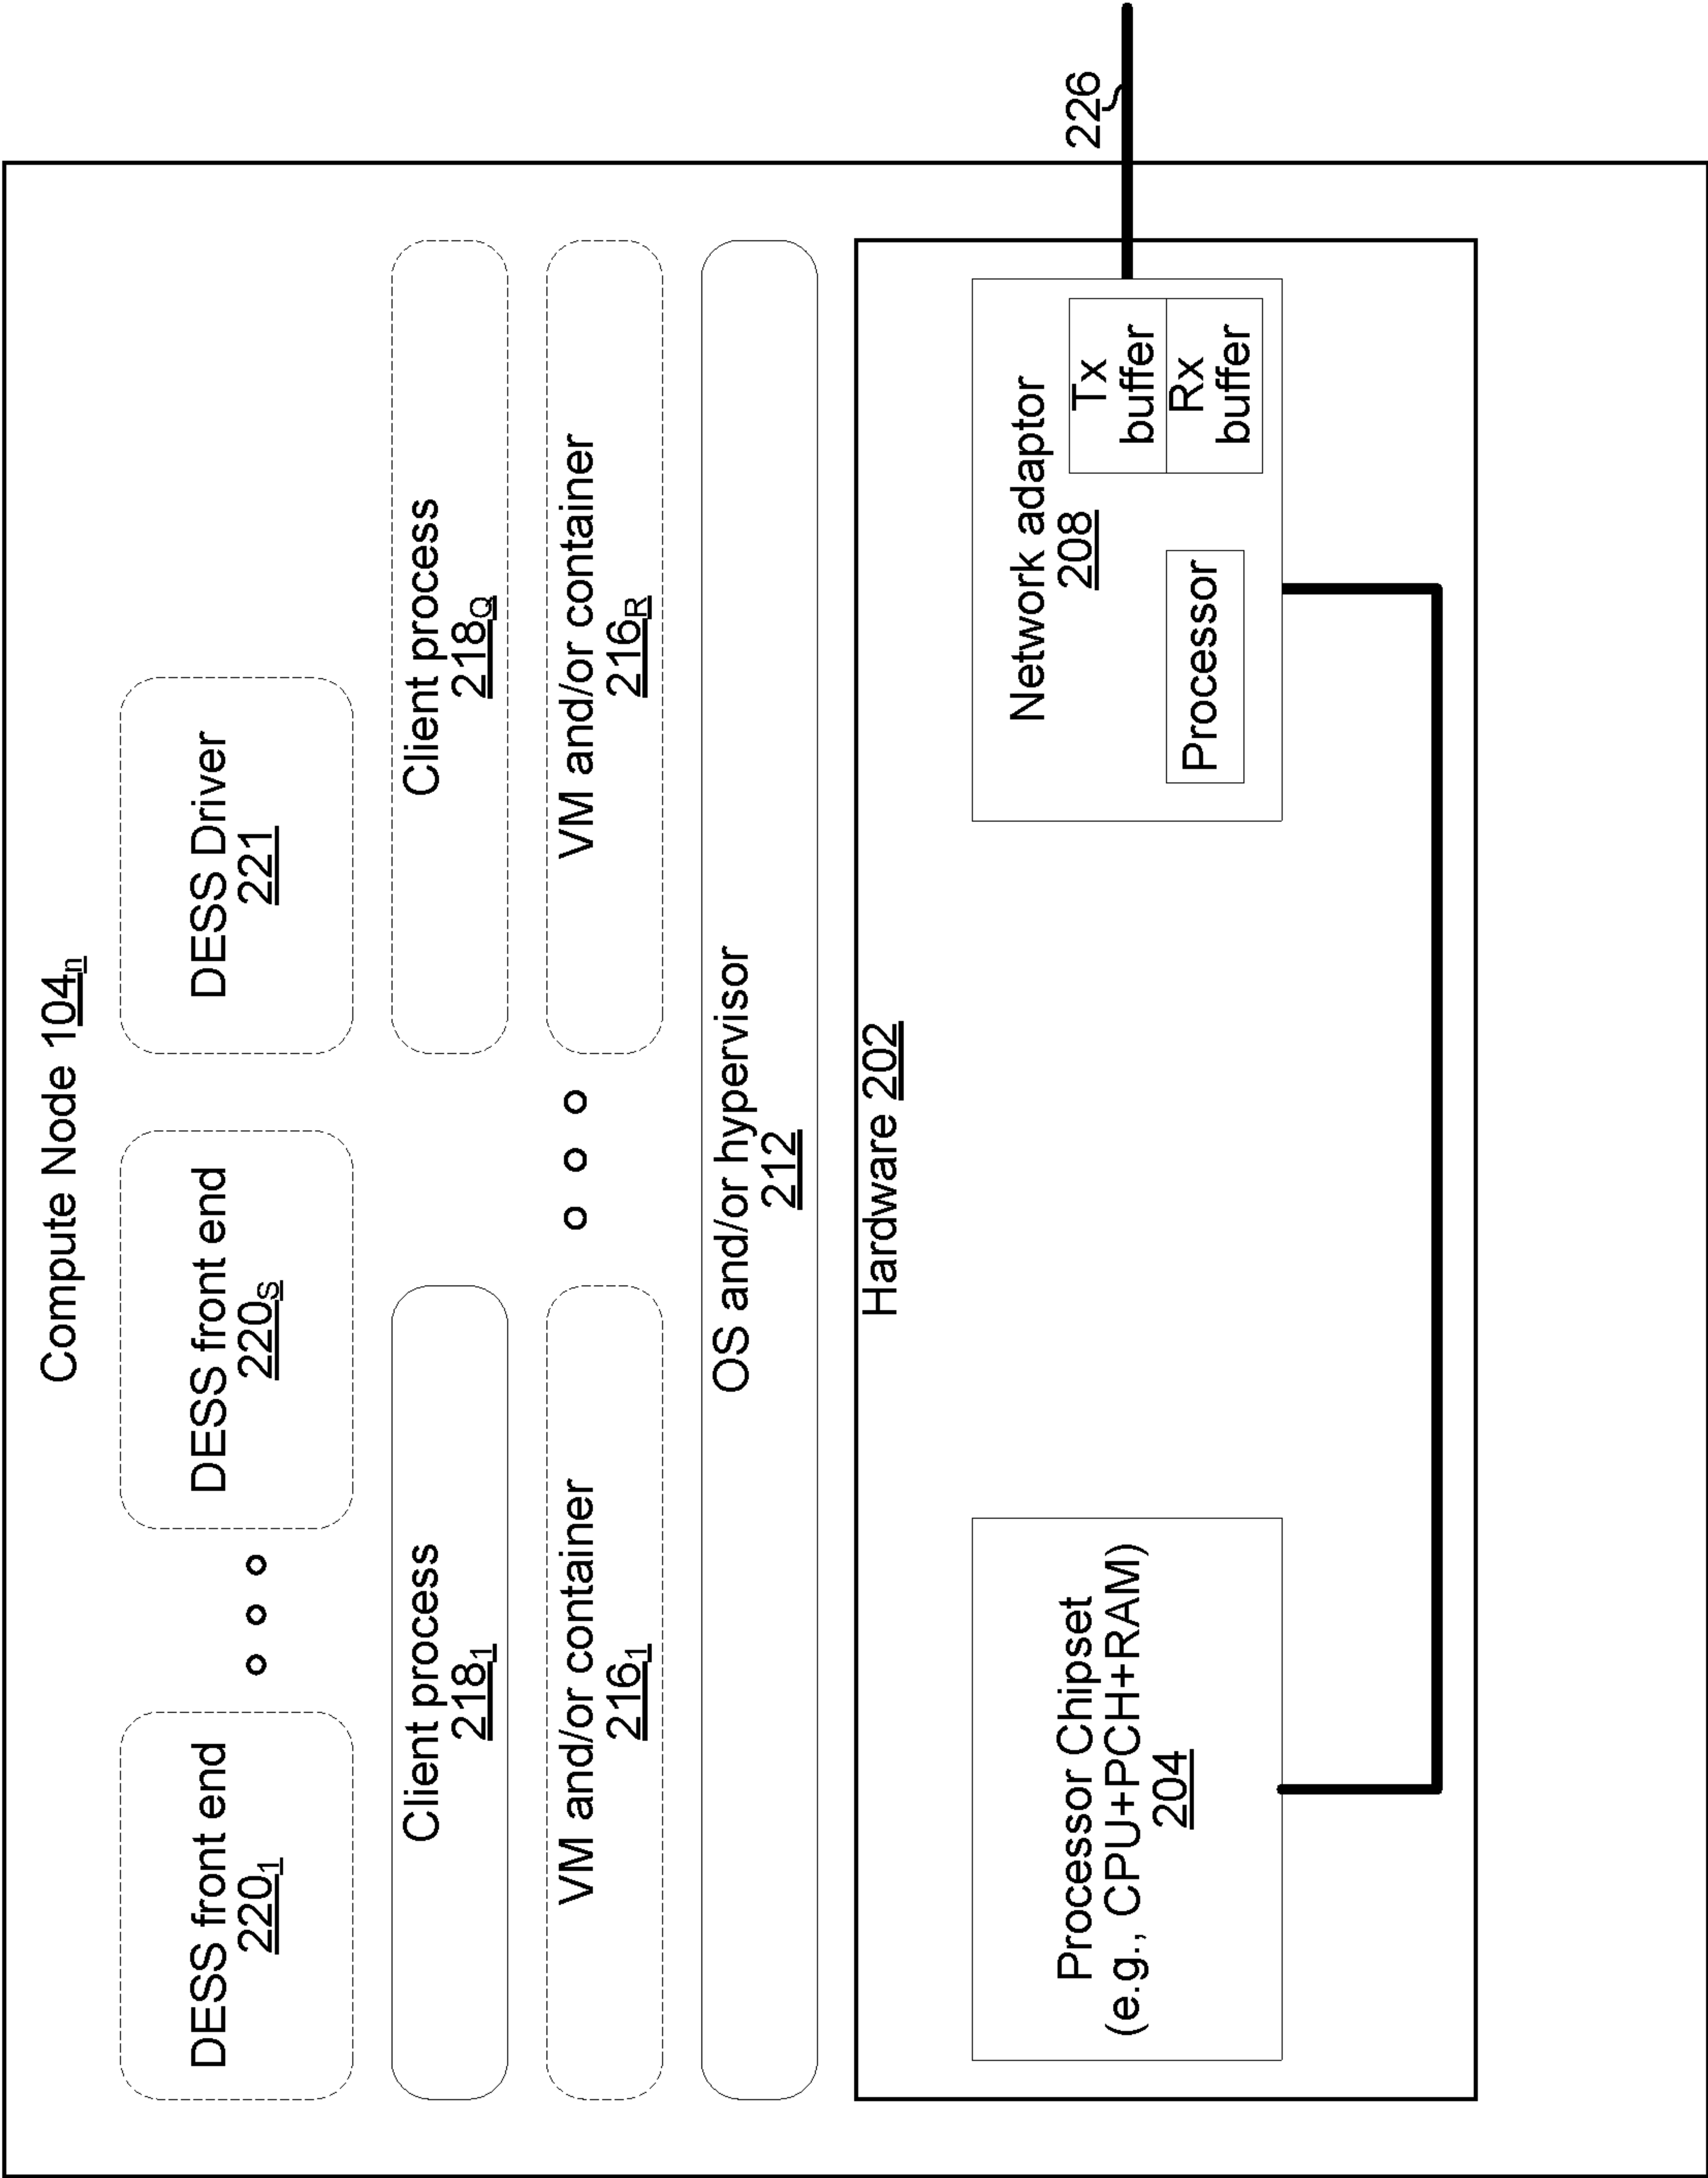 Compute Node 104n
DESS front end
220₁
DESS front end
220S
DESS Driver
221
Client process
218₁
Client process
218Q
VM and/or container
216₁
VM and/or container
216R
OS and/or hypervisor
212
Hardware 202
Processor Chipset
(e.g., CPU+PCH+RAM)
204
Network adaptor
208
Processor
Tx
buffer
Rx
buffer
226